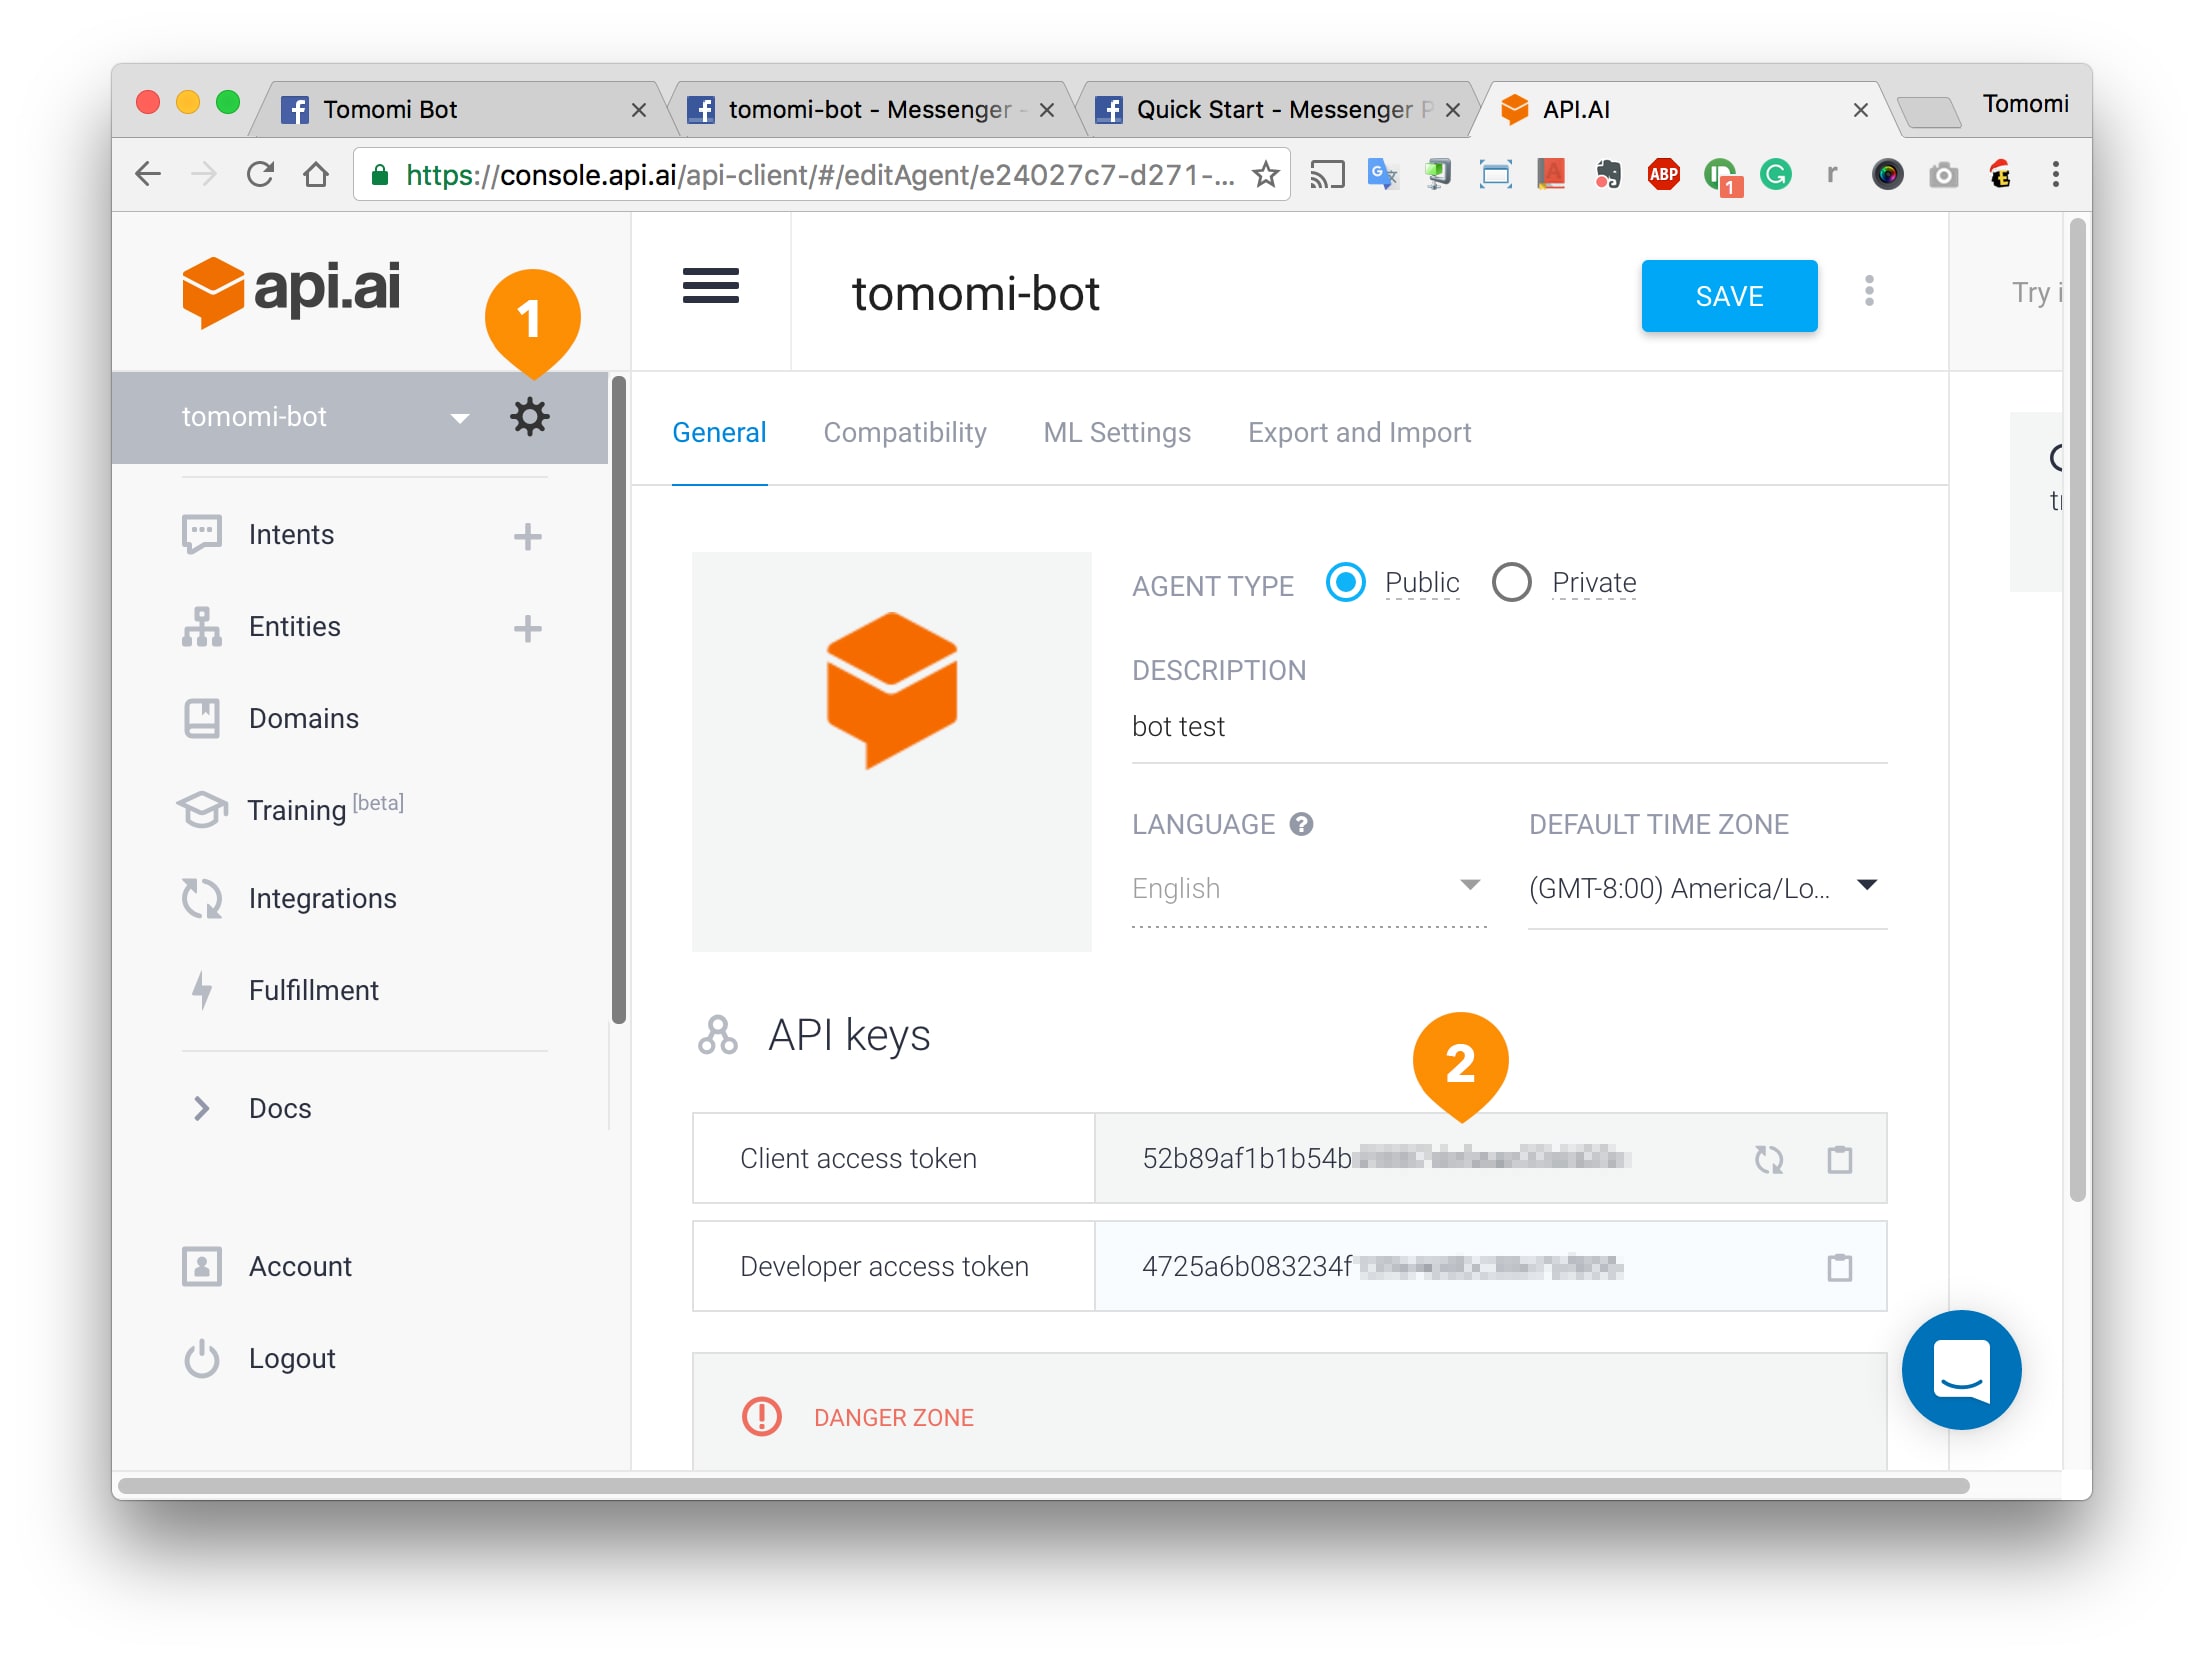 Tomomi Bot
tomomi-bot - Messenger -
Quick Start - Messenger P
API.AI
Tomomi
https://console.api.ai/api-client/#/editAgent/e24027c7-d271-...
ABP
1
r
api.ai
1
tomomi-bot
SAVE
Try i
tomomi-bot
General Compatibility ML Settings Export and Import
Intents
Entities
Domains
Training [beta]
Integrations
Fulfillment
Docs
Account
Logout
AGENT TYPE Public Private
DESCRIPTION
bot test
LANGUAGE ? DEFAULT TIME ZONE
English (GMT-8:00) America/Lo...
API keys
2
Client access token 52b89af1b1b54b
Developer access token 4725a6b083234f
DANGER ZONE